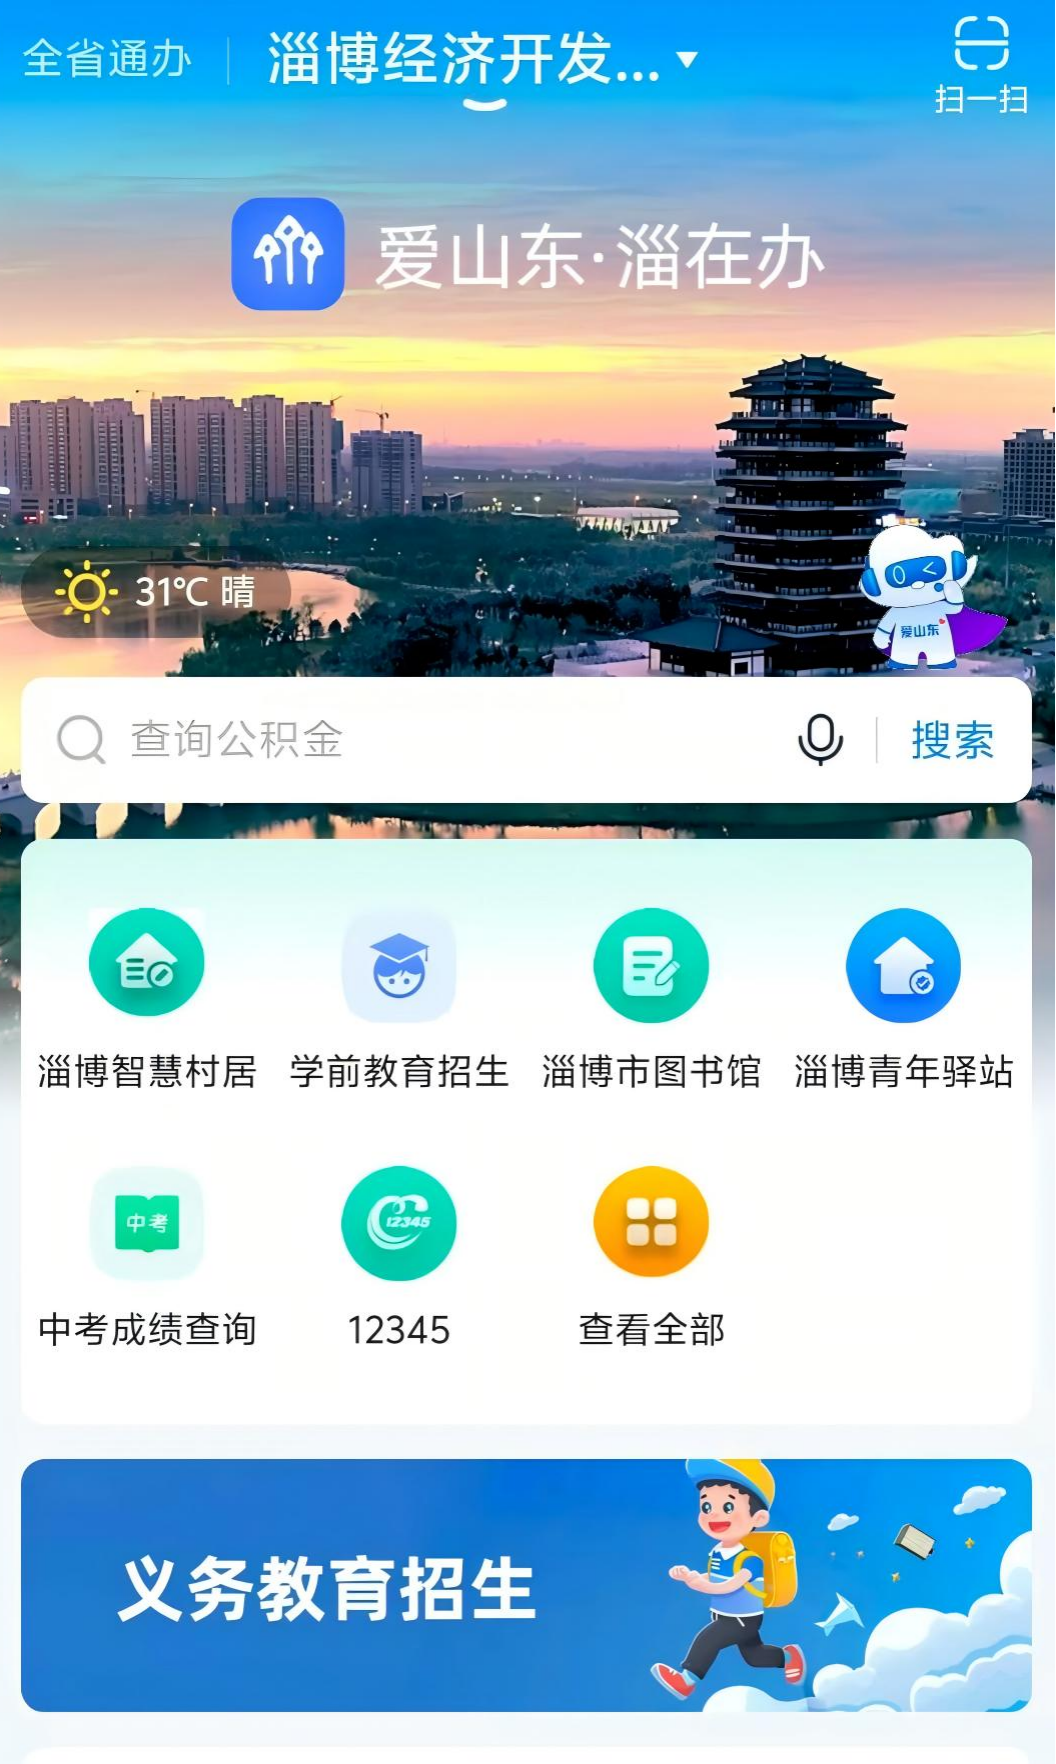 全省通办
淄博经济开发...
扫一扫
爱山东·淄在办
31℃ 晴
爱山东
查询公积金
搜索
淄博智慧村居
学前教育招生
淄博市图书馆
淄博青年驿站
中考
12345
中考成绩查询
12345
查看全部
义务教育招生